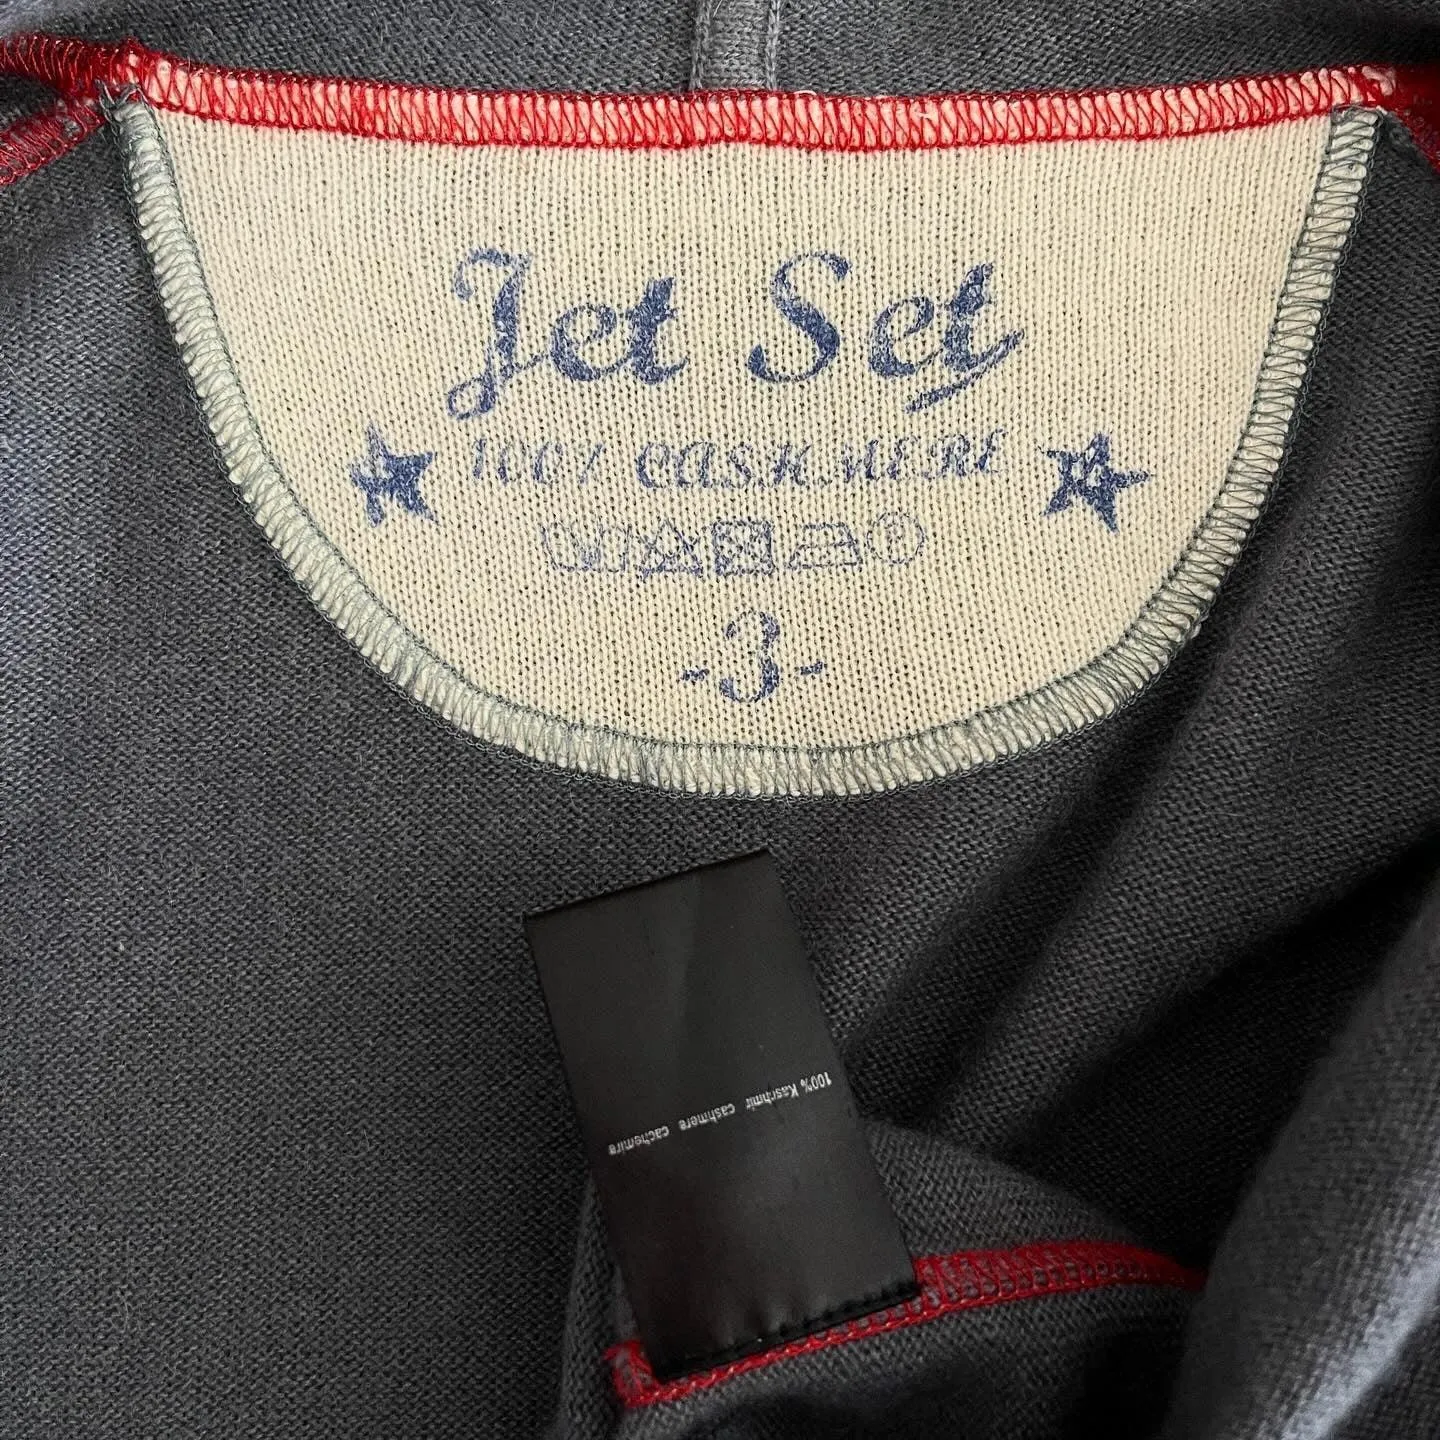 Jet Set
100% CASHMERE
P
-3-
100% Kaschmir cashmere cachemire